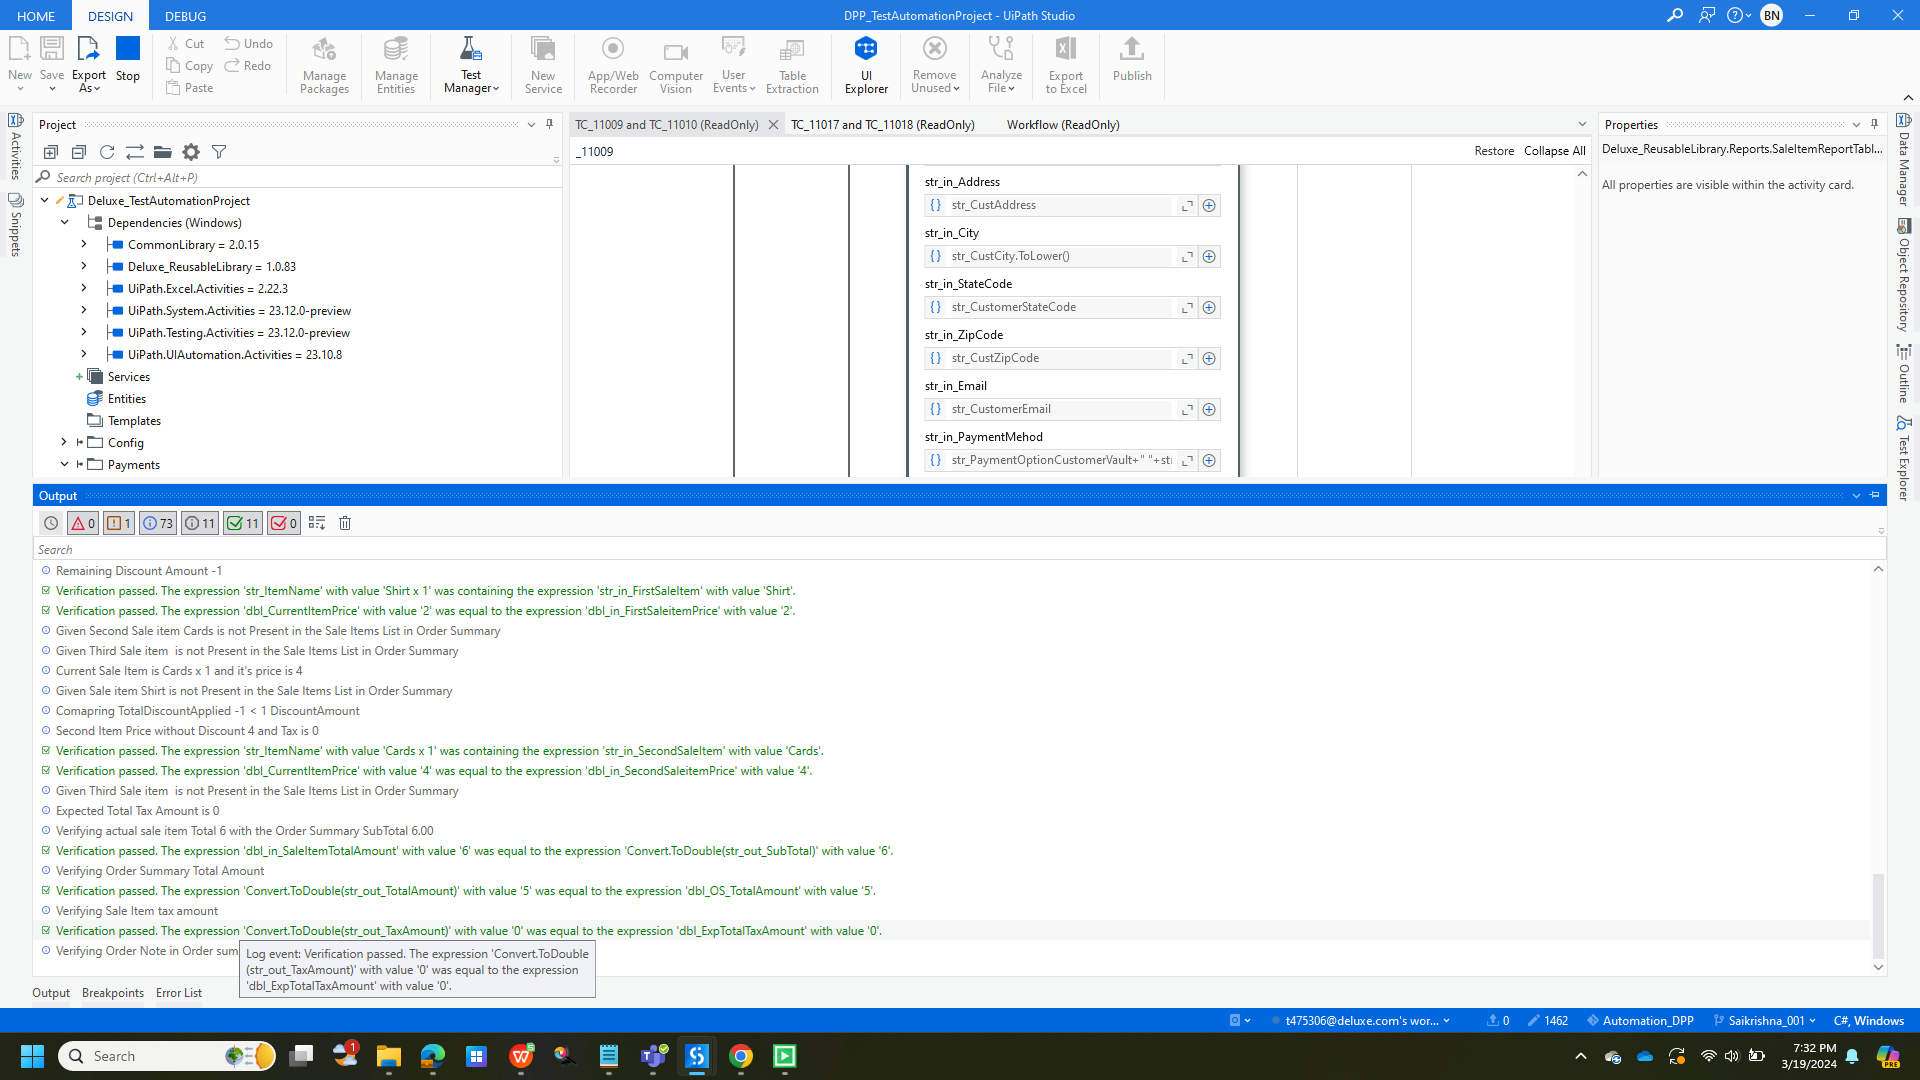 HOME DESIGN DEBUG DPP_TestAutomationProject - UiPath Studio BN
New Save Export As Stop Cut Copy Paste Undo Redo Manage Packages Manage Entities Test Manager New Service App/Web Recorder Computer Vision User Events Table Extraction UI Explorer Remove Unused Analyze File Export to Excel Publish
Activities
Snippets
Project
Search project (Ctrl+Alt+P)
Deluxe_TestAutomationProject
Dependencies (Windows)
CommonLibrary = 2.0.15
Deluxe_ReusableLibrary = 1.0.83
UiPath.Excel.Activities = 2.22.3
UiPath.System.Activities = 23.12.0-preview
UiPath.Testing.Activities = 23.12.0-preview
UiPath.UIAutomation.Activities = 23.10.8
Services
Entities
Templates
Config
Payments
TC_11009 and TC_11010 (ReadOnly) TC_11017 and TC_11018 (ReadOnly) Workflow (ReadOnly)
_11009 Restore Collapse All
str_in_Address
{} str_CustAddress
str_in_City
{} str_CustCity.ToLower()
str_in_StateCode
{} str_CustomerStateCode
str_in_ZipCode
{} str_CustZipCode
str_in_Email
{} str_CustomerEmail
str_in_PaymentMehod
{} str_PaymentOptionCustomerVault+" "+str
Properties
Deluxe_ReusableLibrary.Reports.SaleItemReportTabl...
All properties are visible within the activity card.
Data Manager
Object Repository
Outline
Test Explorer
Output
0 1 73 11 11 0
Search
Remaining Discount Amount -1
Verification passed. The expression 'str_ItemName' with value 'Shirt x 1' was containing the expression 'str_in_FirstSaleItem' with value 'Shirt'.
Verification passed. The expression 'dbl_CurrentItemPrice' with value '2' was equal to the expression 'dbl_in_FirstSaleitemPrice' with value '2'.
Given Second Sale item Cards is not Present in the Sale Items List in Order Summary
Given Third Sale item  is not Present in the Sale Items List in Order Summary
Current Sale Item is Cards x 1 and it's price is 4
Given Sale item Shirt is not Present in the Sale Items List in Order Summary
Comapring TotalDiscountApplied -1 < 1 DiscountAmount
Second Item Price without Discount 4 and Tax is 0
Verification passed. The expression 'str_ItemName' with value 'Cards x 1' was containing the expression 'str_in_SecondSaleItem' with value 'Cards'.
Verification passed. The expression 'dbl_CurrentItemPrice' with value '4' was equal to the expression 'dbl_in_SecondSaleitemPrice' with value '4'.
Given Third Sale item  is not Present in the Sale Items List in Order Summary
Expected Total Tax Amount is 0
Verifying actual sale item Total 6 with the Order Summary SubTotal 6.00
Verification passed. The expression 'dbl_in_SaleItemTotalAmount' with value '6' was equal to the expression 'Convert.ToDouble(str_out_SubTotal)' with value '6'.
Verifying Order Summary Total Amount
Verification passed. The expression 'Convert.ToDouble(str_out_TotalAmount)' with value '5' was equal to the expression 'dbl_OS_TotalAmount' with value '5'.
Verifying Sale Item tax amount
Verification passed. The expression 'Convert.ToDouble(str_out_TaxAmount)' with value '0' was equal to the expression 'dbl_ExpTotalTaxAmount' with value '0'.
Verifying Order Note in Order sum
Log event: Verification passed. The expression 'Convert.ToDouble
(str_out_TaxAmount)' with value '0' was equal to the expression
'dbl_ExpTotalTaxAmount' with value '0'.
Output Breakpoints Error List
t475306@deluxe.com's wor... 0 1462 Automation_DPP Saikrishna_001 C#, Windows
Search 1 7:32 PM
3/19/2024
PRE